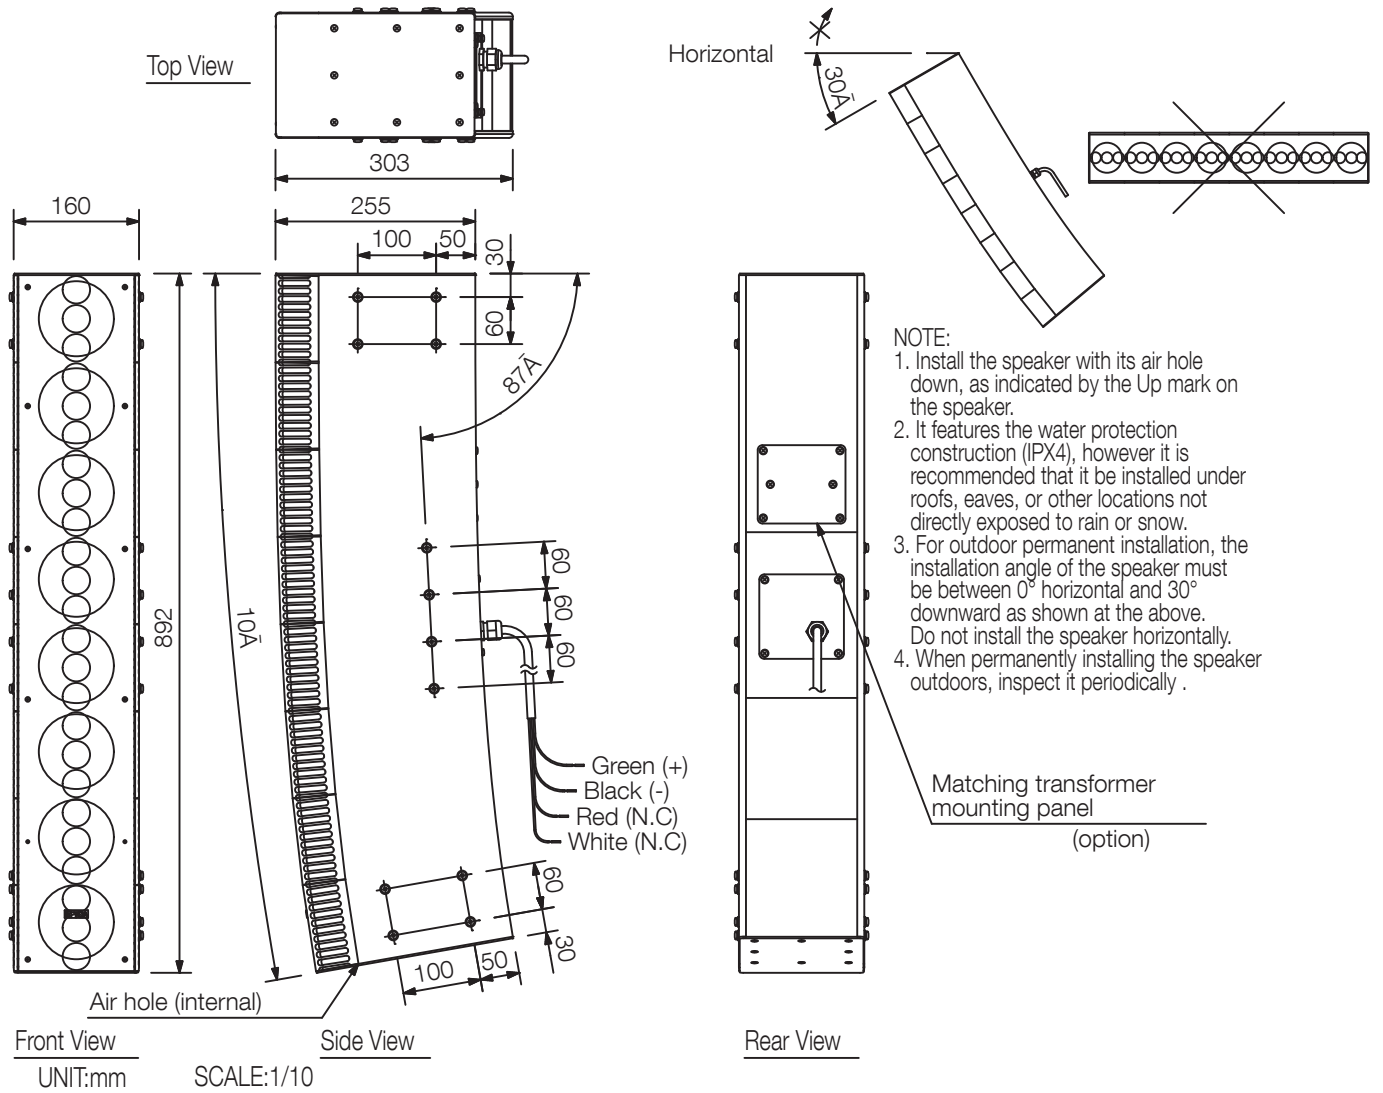 Top View
303
Horizontal
30Ā
160
255
100
50
30
60
87Ā
892
10Ā
60
60
60
Green (+)
Black (-)
Red (N.C)
White (N.C)
60
30
100
50
Air hole (internal)
NOTE:
1. Install the speaker with its air hole
down, as indicated by the Up mark on
the speaker.
2. It features the water protection
construction (IPX4), however it is
recommended that it be installed under
roofs, eaves, or other locations not
directly exposed to rain or snow.
3. For outdoor permanent installation, the
installation angle of the speaker must
be between 0° horizontal and 30°
downward as shown at the above.
Do not install the speaker horizontally.
4. When permanently installing the speaker
outdoors, inspect it periodically .
Matching transformer
mounting panel
(option)
Front View
Side View
Rear View
UNIT:mm
SCALE:1/10